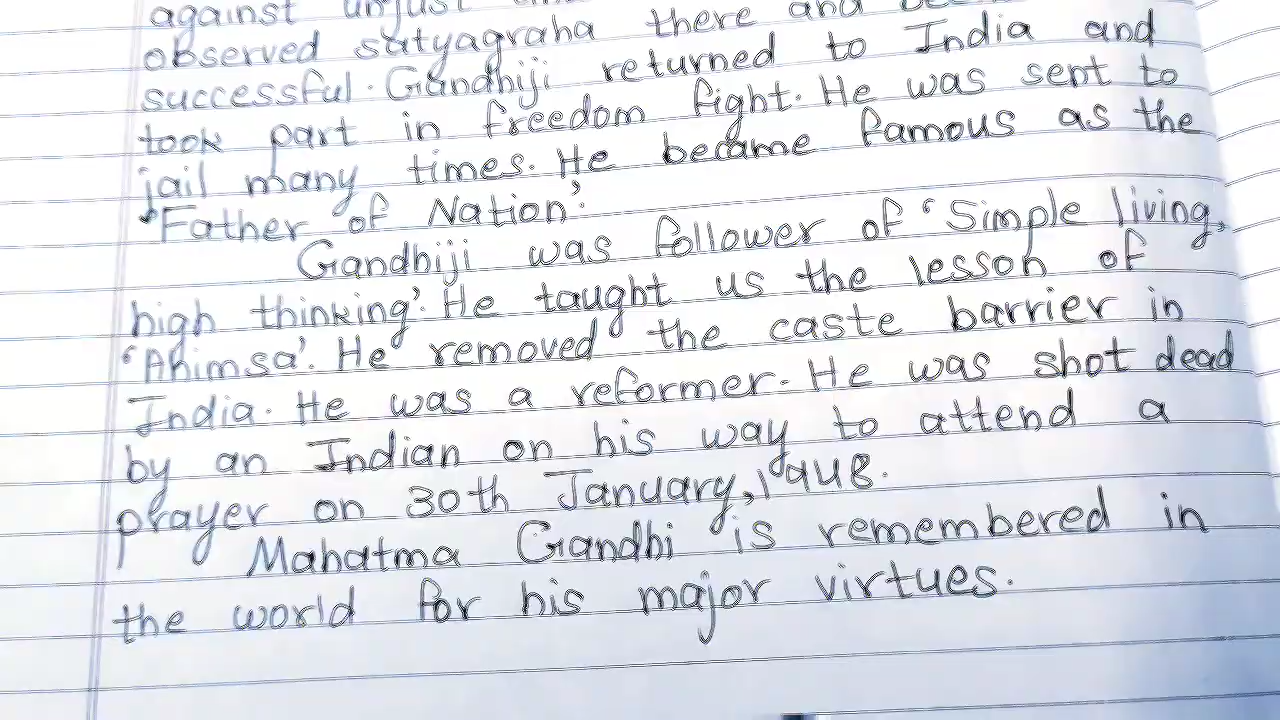 against unjust
observed satyagraha there and
successful. Gandhiji returned to India and
took part in freedom fight. He was sent to
jail many times. He became famous as the
'Father of Nation'.
Gandhiji was follower of 'Simple living,
high thinking'. He taught us the lesson of
'Ahimsa'. He removed the caste barrier in
India. He was a reformer. He was shot dead
by an Indian on his way to attend a
prayer on 30th January, 1948.
Mahatma Gandhi is remembered in
the world for his major virtues.